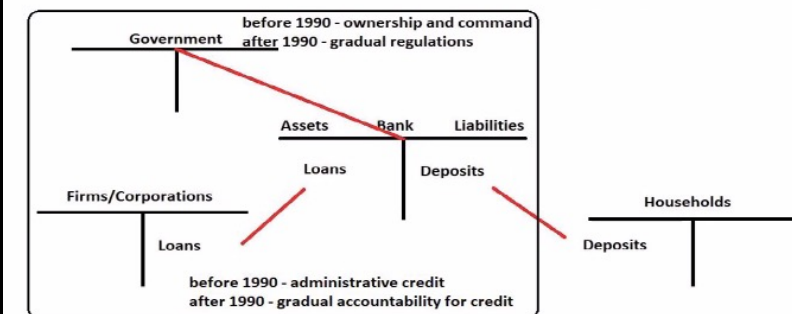 before 1990 - ownership and command
Government after 1990 - gradual regulations
Assets Bank Liabilities
Loans Deposits
Firms/Corporations
Households
Loans
Deposits
before 1990 - administrative credit
after 1990 - gradual accountability for credit